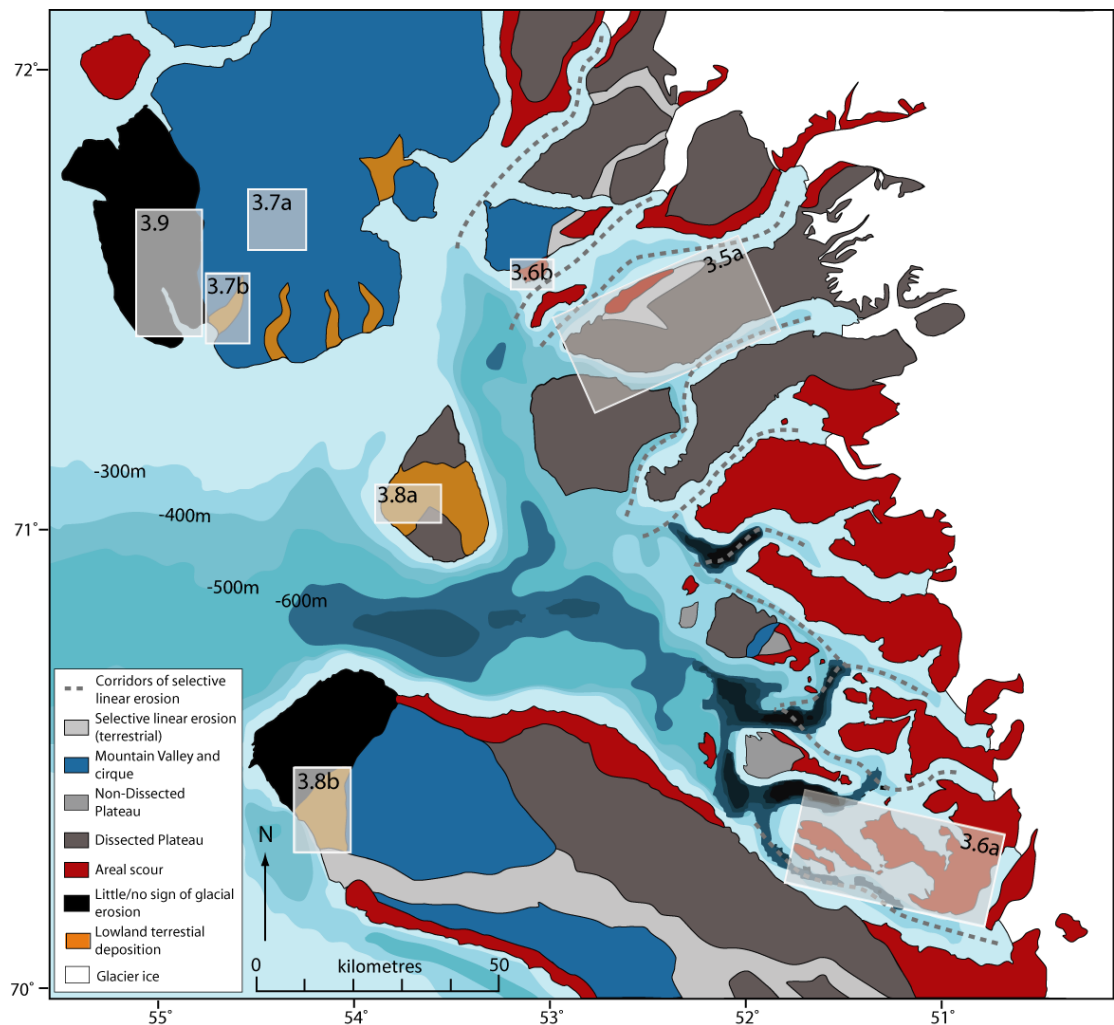 72°
3.7a
3.9
3.5a
3.6b
3.7b
-300m
3.8a
-400m
71°
-500m
-600m
Corridors of selective
linear erosion
Selective linear erosion
(terrestrial)
Mountain Valley and
cirque
Non-Dissected
Plateau
Dissected Plateau
Areal scour
Little/no sign of glacial
erosion
Lowland terrestial
deposition
Glacier ice
3.8b
N
3.6a
0 kilometres 50
70°
55° 54° 53° 52° 51°